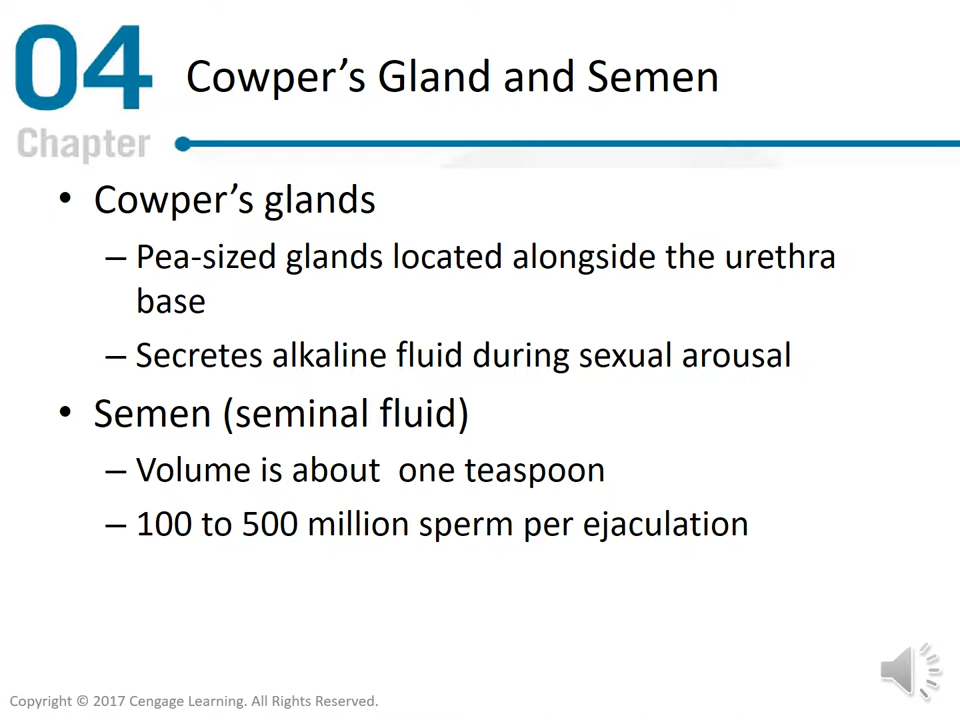 04
Chapter
Cowper’s Gland and Semen
• Cowper’s glands
– Pea-sized glands located alongside the urethra
base
– Secretes alkaline fluid during sexual arousal
• Semen (seminal fluid)
– Volume is about  one teaspoon
– 100 to 500 million sperm per ejaculation
Copyright © 2017 Cengage Learning. All Rights Reserved.